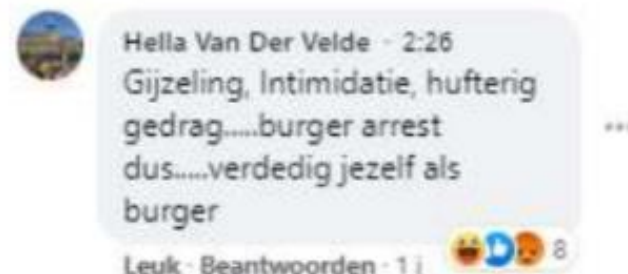 Hella Van Der Velde · 2:26
Gijzeling, Intimidatie, hufterig
gedrag.....burger arrest
dus.....verdedig jezelf als
burger
8
Leuk · Beantwoorden · 1 j